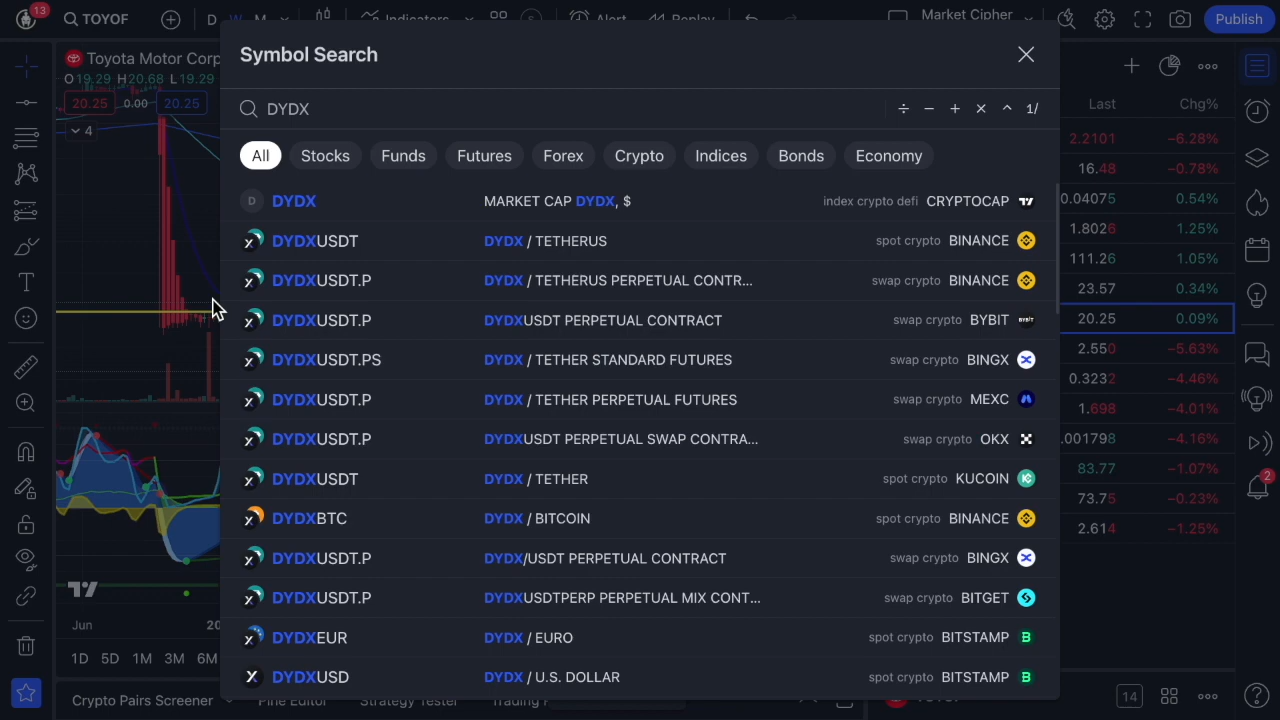 13
TOYOF
D W M
Indicators
Alert
Replay
Market Cipher
Publish
Toyota Motor Corp
O19.29 H20.68 L19.29
20.25 0.00 20.25
4
Jun 20
1D 5D 1M 3M 6M
Crypto Pairs Screener
Pine Editor
Strategy Tester
Symbol Search
DYDX
÷ − + × ^ 1/
All Stocks Funds Futures Forex Crypto Indices Bonds Economy
D DYDX MARKET CAP DYDX, $ index crypto defi CRYPTOCAP
DYDXUSDT DYDX / TETHERUS spot crypto BINANCE
DYDXUSDT.P DYDX / TETHERUS PERPETUAL CONTR... swap crypto BINANCE
DYDXUSDT.P DYDXUSDT PERPETUAL CONTRACT swap crypto BYBIT
DYDXUSDT.PS DYDX / TETHER STANDARD FUTURES swap crypto BINGX
DYDXUSDT.P DYDX / TETHER PERPETUAL FUTURES swap crypto MEXC
DYDXUSDT.P DYDXUSDT PERPETUAL SWAP CONTRA... swap crypto OKX
DYDXUSDT DYDX / TETHER spot crypto KUCOIN
DYDXBTC DYDX / BITCOIN spot crypto BINANCE
DYDXUSDT.P DYDX/USDT PERPETUAL CONTRACT swap crypto BINGX
DYDXUSDT.P DYDXUSDTPERP PERPETUAL MIX CONT... swap crypto BITGET
DYDXEUR DYDX / EURO spot crypto BITSTAMP
DYDXUSD DYDX / U.S. DOLLAR spot crypto BITSTAMP
Last Chg%
2.2101 −6.28%
16.48 −0.78%
0.04075 0.54%
1.8026 1.25%
111.26 1.05%
23.57 0.34%
20.25 0.09%
2.550 −5.63%
0.3232 −4.46%
1.698 −4.01%
.001798 −4.16%
83.77 −1.07%
73.75 −0.23%
2.614 −1.25%
2
14